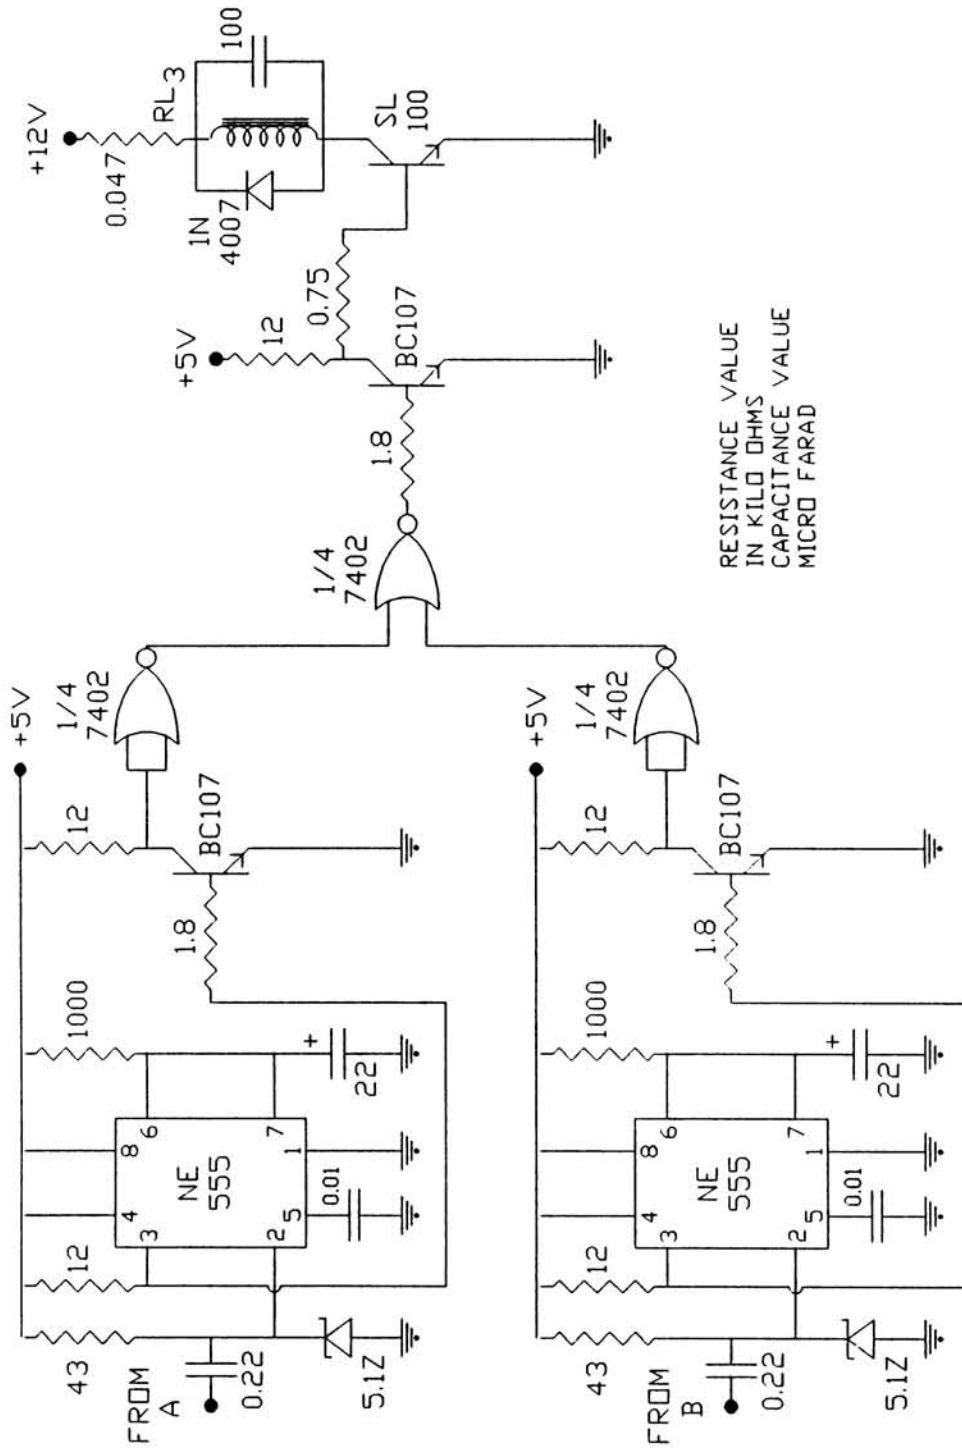 +5V
43
12
4
8
1000
12
1/4
7402
3
6
NE
555
2
5
1
7
0.01
+
22
1.8
BC107
FROM
A
0.22
5.1Z
1/4
7402
1.8
+5V
12
BC107
0.75
+12V
0.047
RL3
1N
4007
100
SL
100
+5V
43
12
4
8
1000
12
1/4
7402
3
6
NE
555
2
5
1
7
0.01
+
22
1.8
BC107
FROM
B
0.22
5.1Z
RESISTANCE VALUE
IN KILO OHMS
CAPACITANCE VALUE
MICRO FARAD